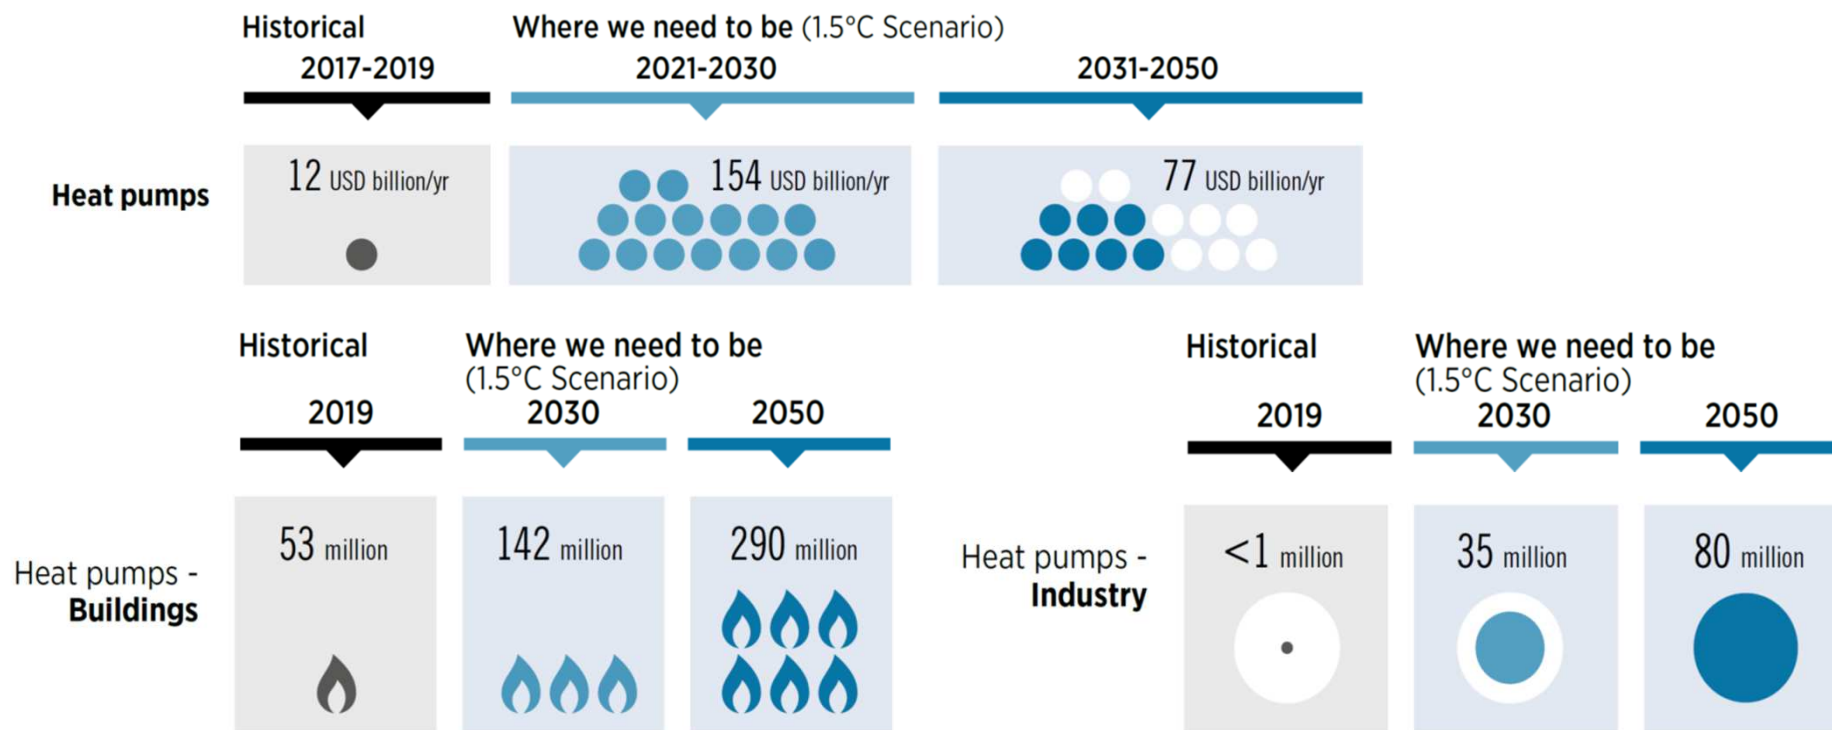 Historical
Where we need to be (1.5°C Scenario)
2017-2019
2021-2030
2031-2050
Heat pumps
12 USD billion/yr
154 USD billion/yr
77 USD billion/yr
Historical
Where we need to be
(1.5°C Scenario)
2019
2030
2050
Heat pumps -
Buildings
53 million
142 million
290 million
Historical
Where we need to be
(1.5°C Scenario)
2019
2030
2050
Heat pumps -
Industry
<1 million
35 million
80 million